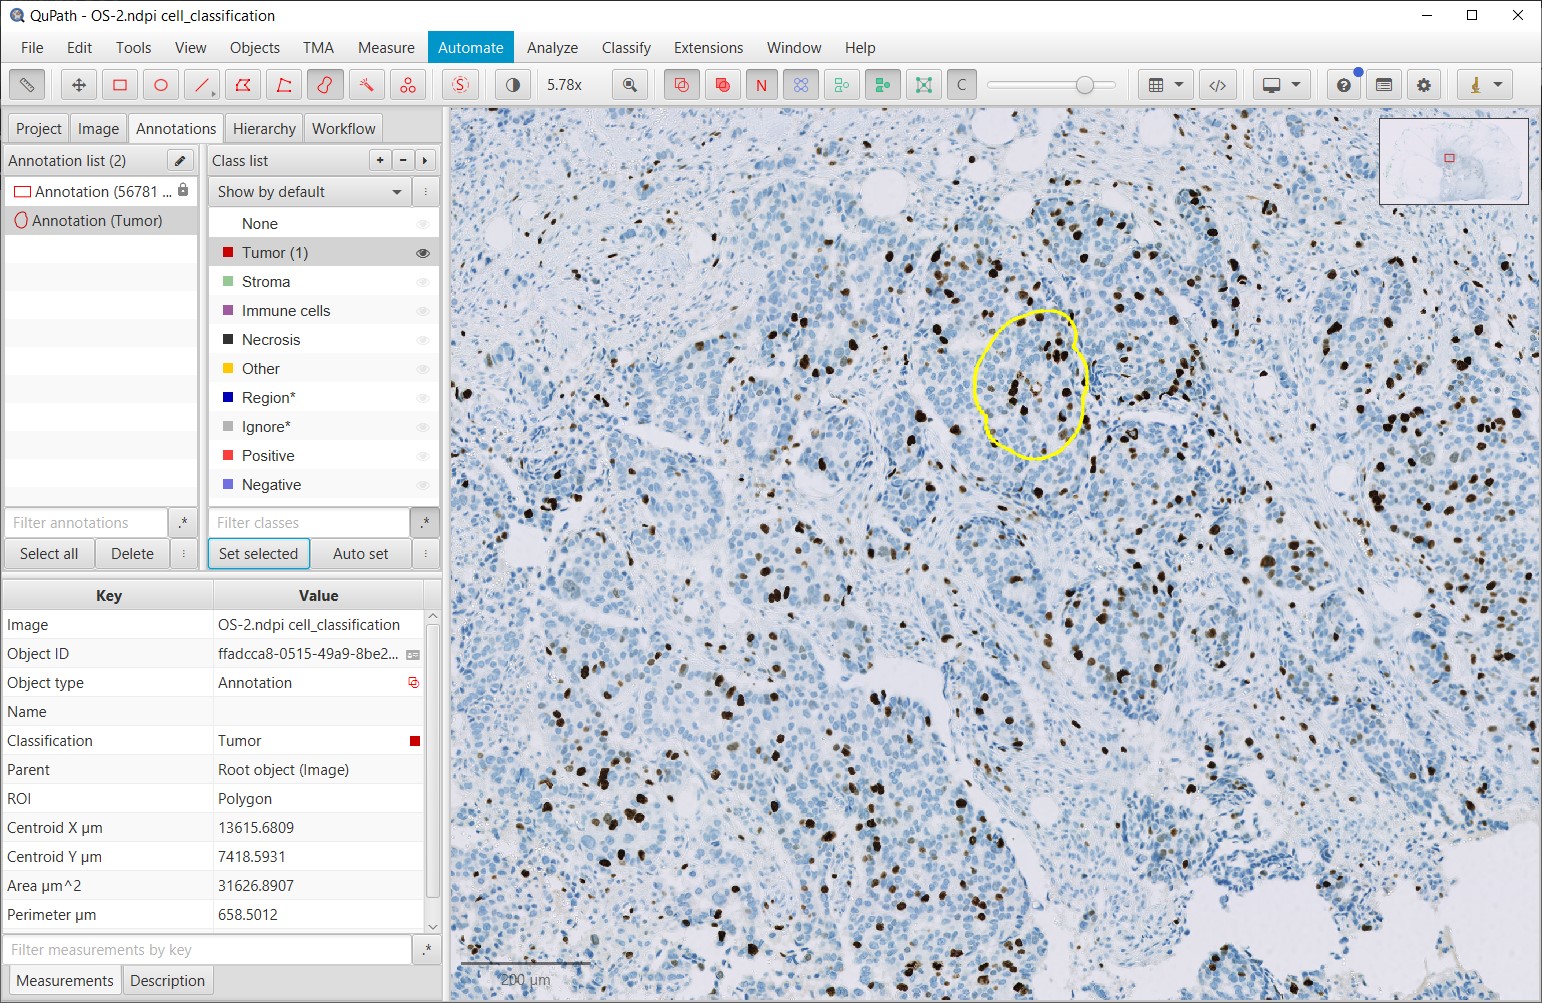 QuPath - OS-2.ndpi cell_classification
File Edit Tools View Objects TMA Measure Automate Analyze Classify Extensions Window Help
S 5.78x N C
Project Image Annotations Hierarchy Workflow
Annotation list (2)
Annotation (56781 ...
Annotation (Tumor)
Filter annotations .*
Select all Delete
Class list + -
Show by default
None
Tumor (1)
Stroma
Immune cells
Necrosis
Other
Region*
Ignore*
Positive
Negative
Filter classes .*
Set selected Auto set
Key Value
Image OS-2.ndpi cell_classification
Object ID ffadcca8-0515-49a9-8be2...
Object type Annotation
Name
Classification Tumor
Parent Root object (Image)
ROI Polygon
Centroid X µm 13615.6809
Centroid Y µm 7418.5931
Area µm^2 31626.8907
Perimeter µm 658.5012
Filter measurements by key .*
Measurements Description
200 µm